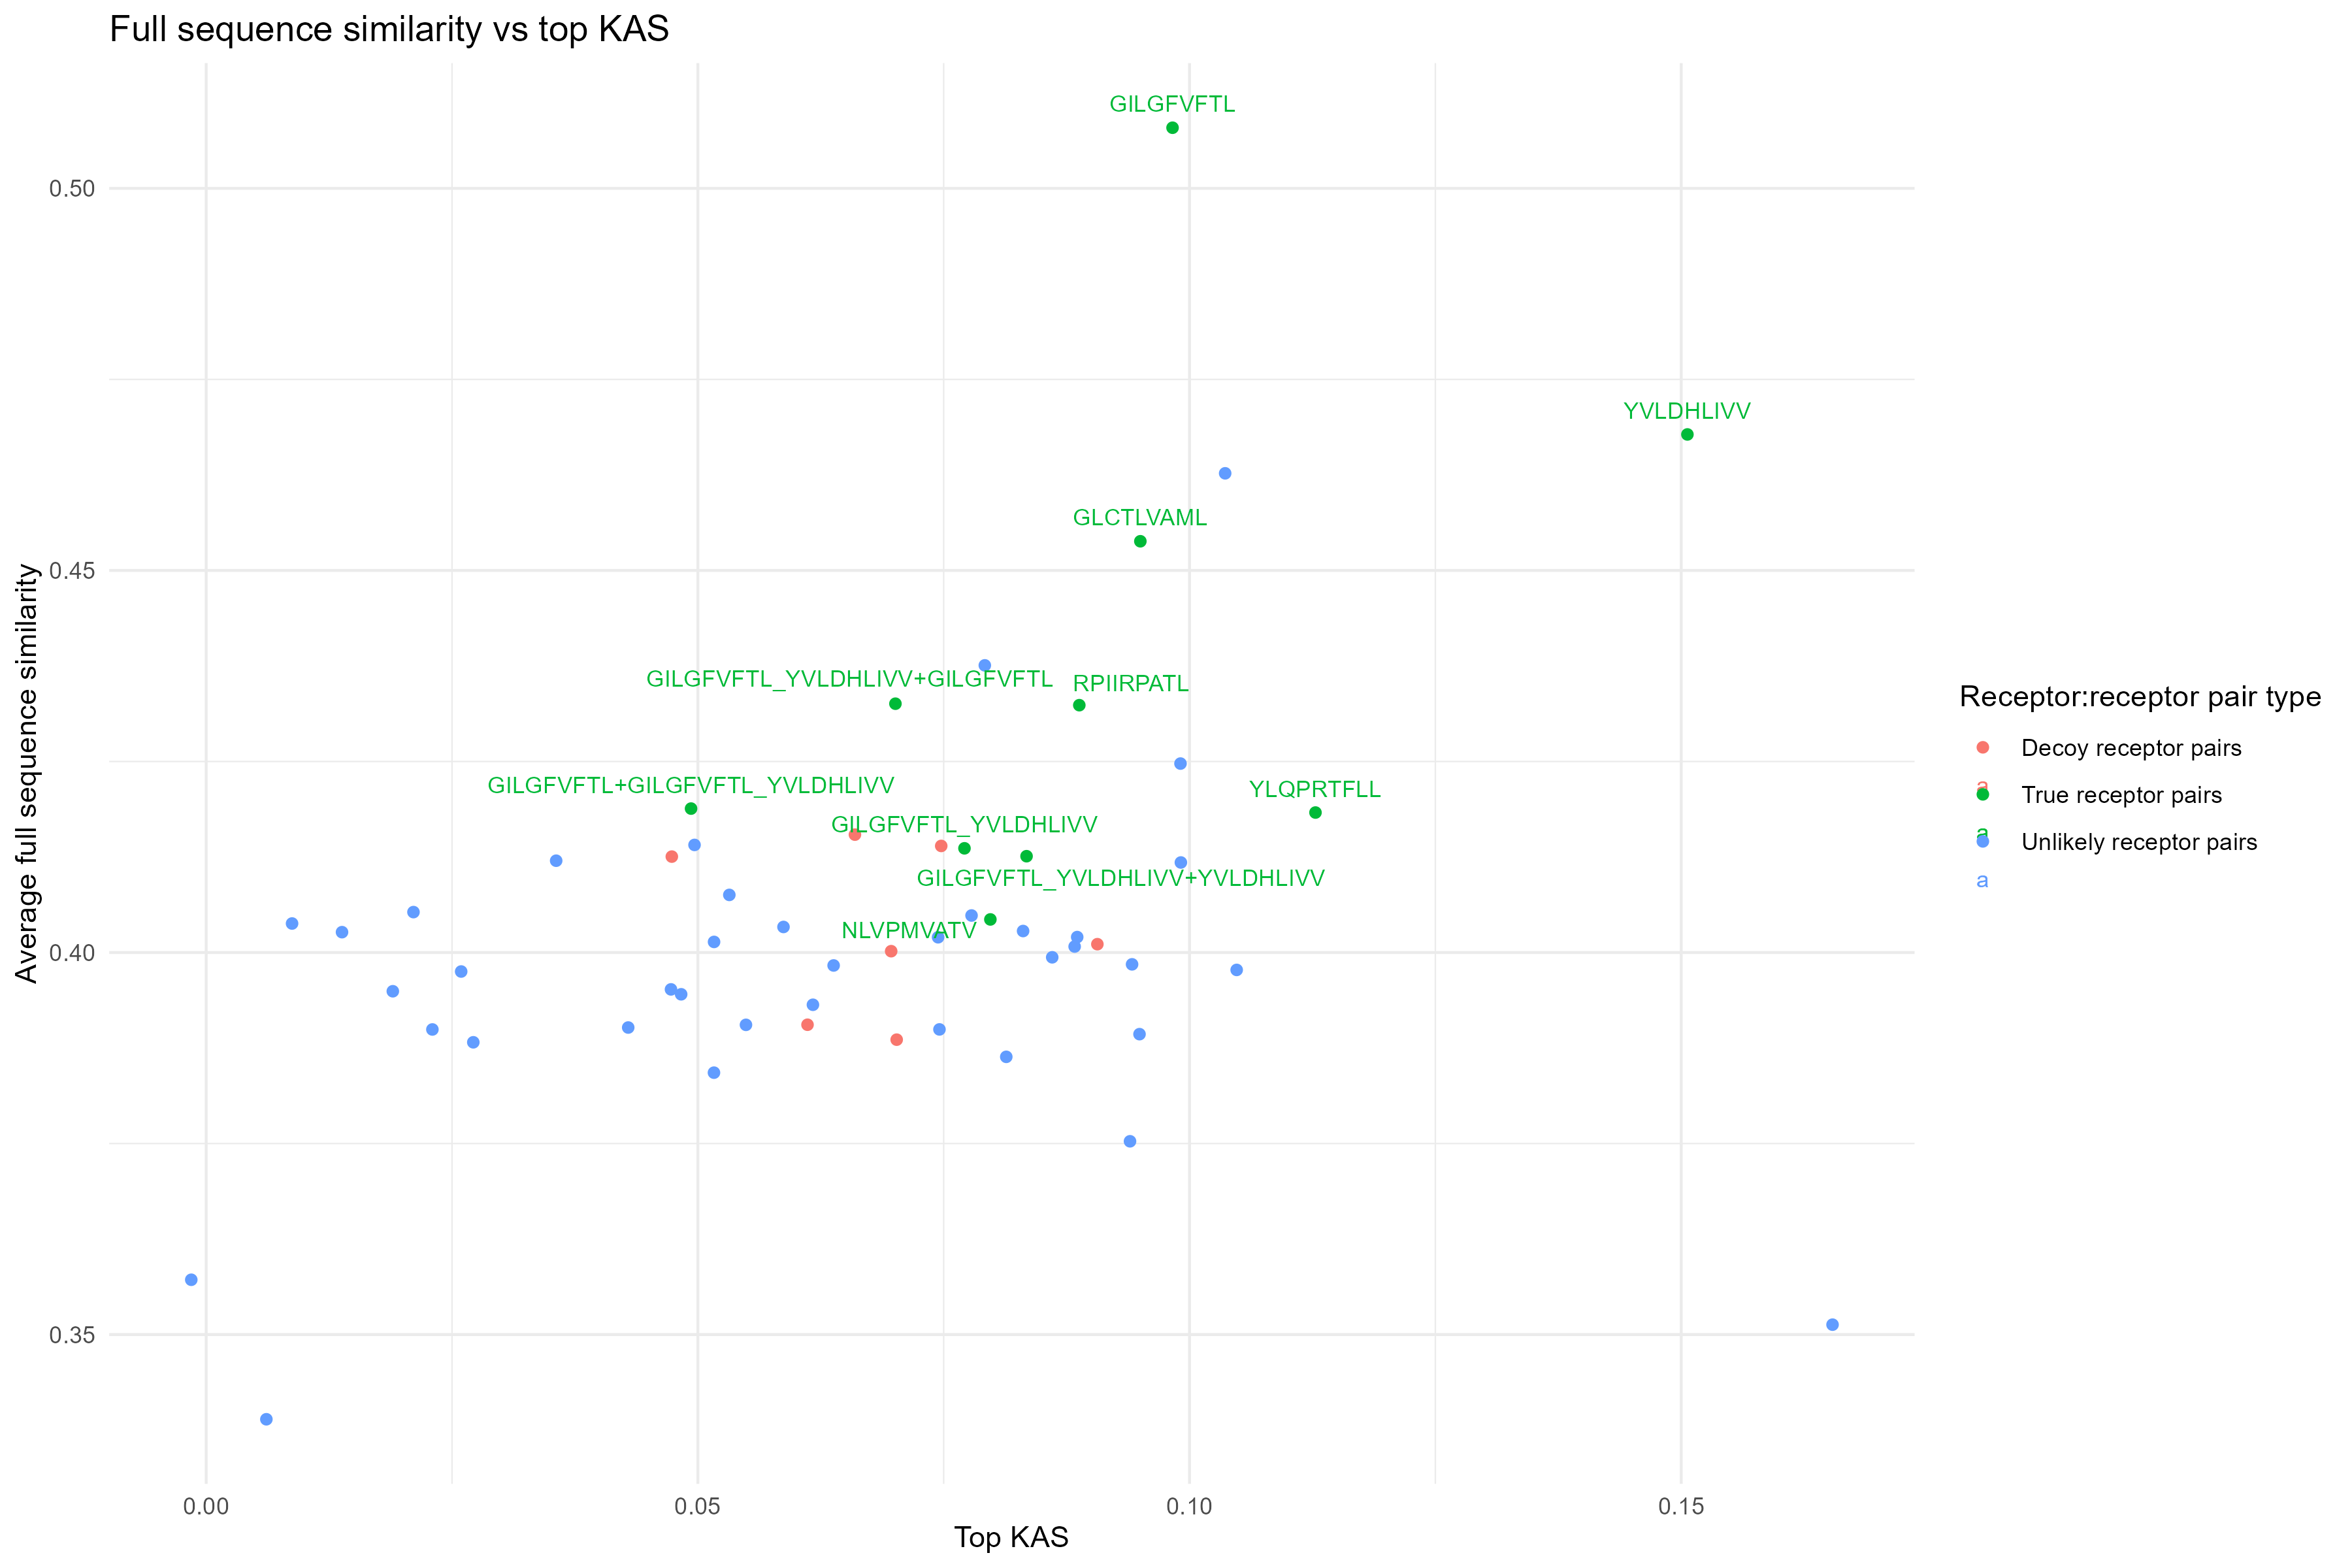 Full sequence similarity vs top KAS
GILGFVFTL
0.50
YVLDHLIVV
GLCTLVAML
0.45
GILGFVFTL_YVLDHLIVV+GILGFVFTL
RPIIRPATL
GILGFVFTL+GILGFVFTL_YVLDHLIVV
YLQPRTFLL
GILGFVFTL_YVLDHLIVV
GILGFVFTL_YVLDHLIVV+YVLDHLIVV
NLVPMVATV
0.40
0.35
Average full sequence similarity
0.00 0.05 0.10 0.15
Top KAS
Receptor:receptor pair type
Decoy receptor pairs
a
True receptor pairs
a
Unlikely receptor pairs
a